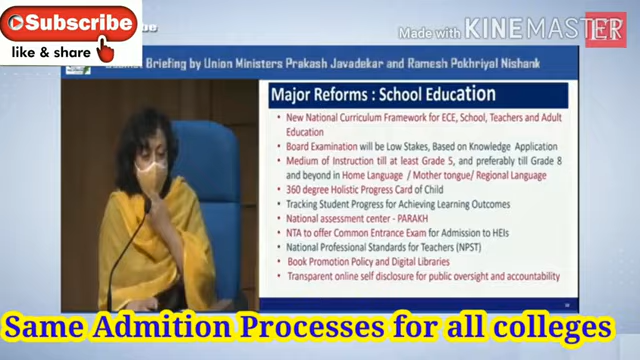 Subscribe
like & share
Made with KINEMASTER
Briefing by Union Ministers Prakash Javadekar and Ramesh Pokhriyal Nishank
Major Reforms : School Education
• New National Curriculum Framework for ECE, School, Teachers and Adult
Education
• Board Examination will be Low Stakes, Based on Knowledge Application
• Medium of Instruction till at least Grade 5, and preferably till Grade 8
and beyond in Home Language / Mother tongue/ Regional Language
• 360 degree Holistic Progress Card of Child
• Tracking Student Progress for Achieving Learning Outcomes
• National assessment center - PARAKH
• NTA to offer Common Entrance Exam for Admission to HEIs
• National Professional Standards for Teachers (NPST)
• Book Promotion Policy and Digital Libraries
• Transparent online self disclosure for public oversight and accountability
Same Admition Processes for all colleges